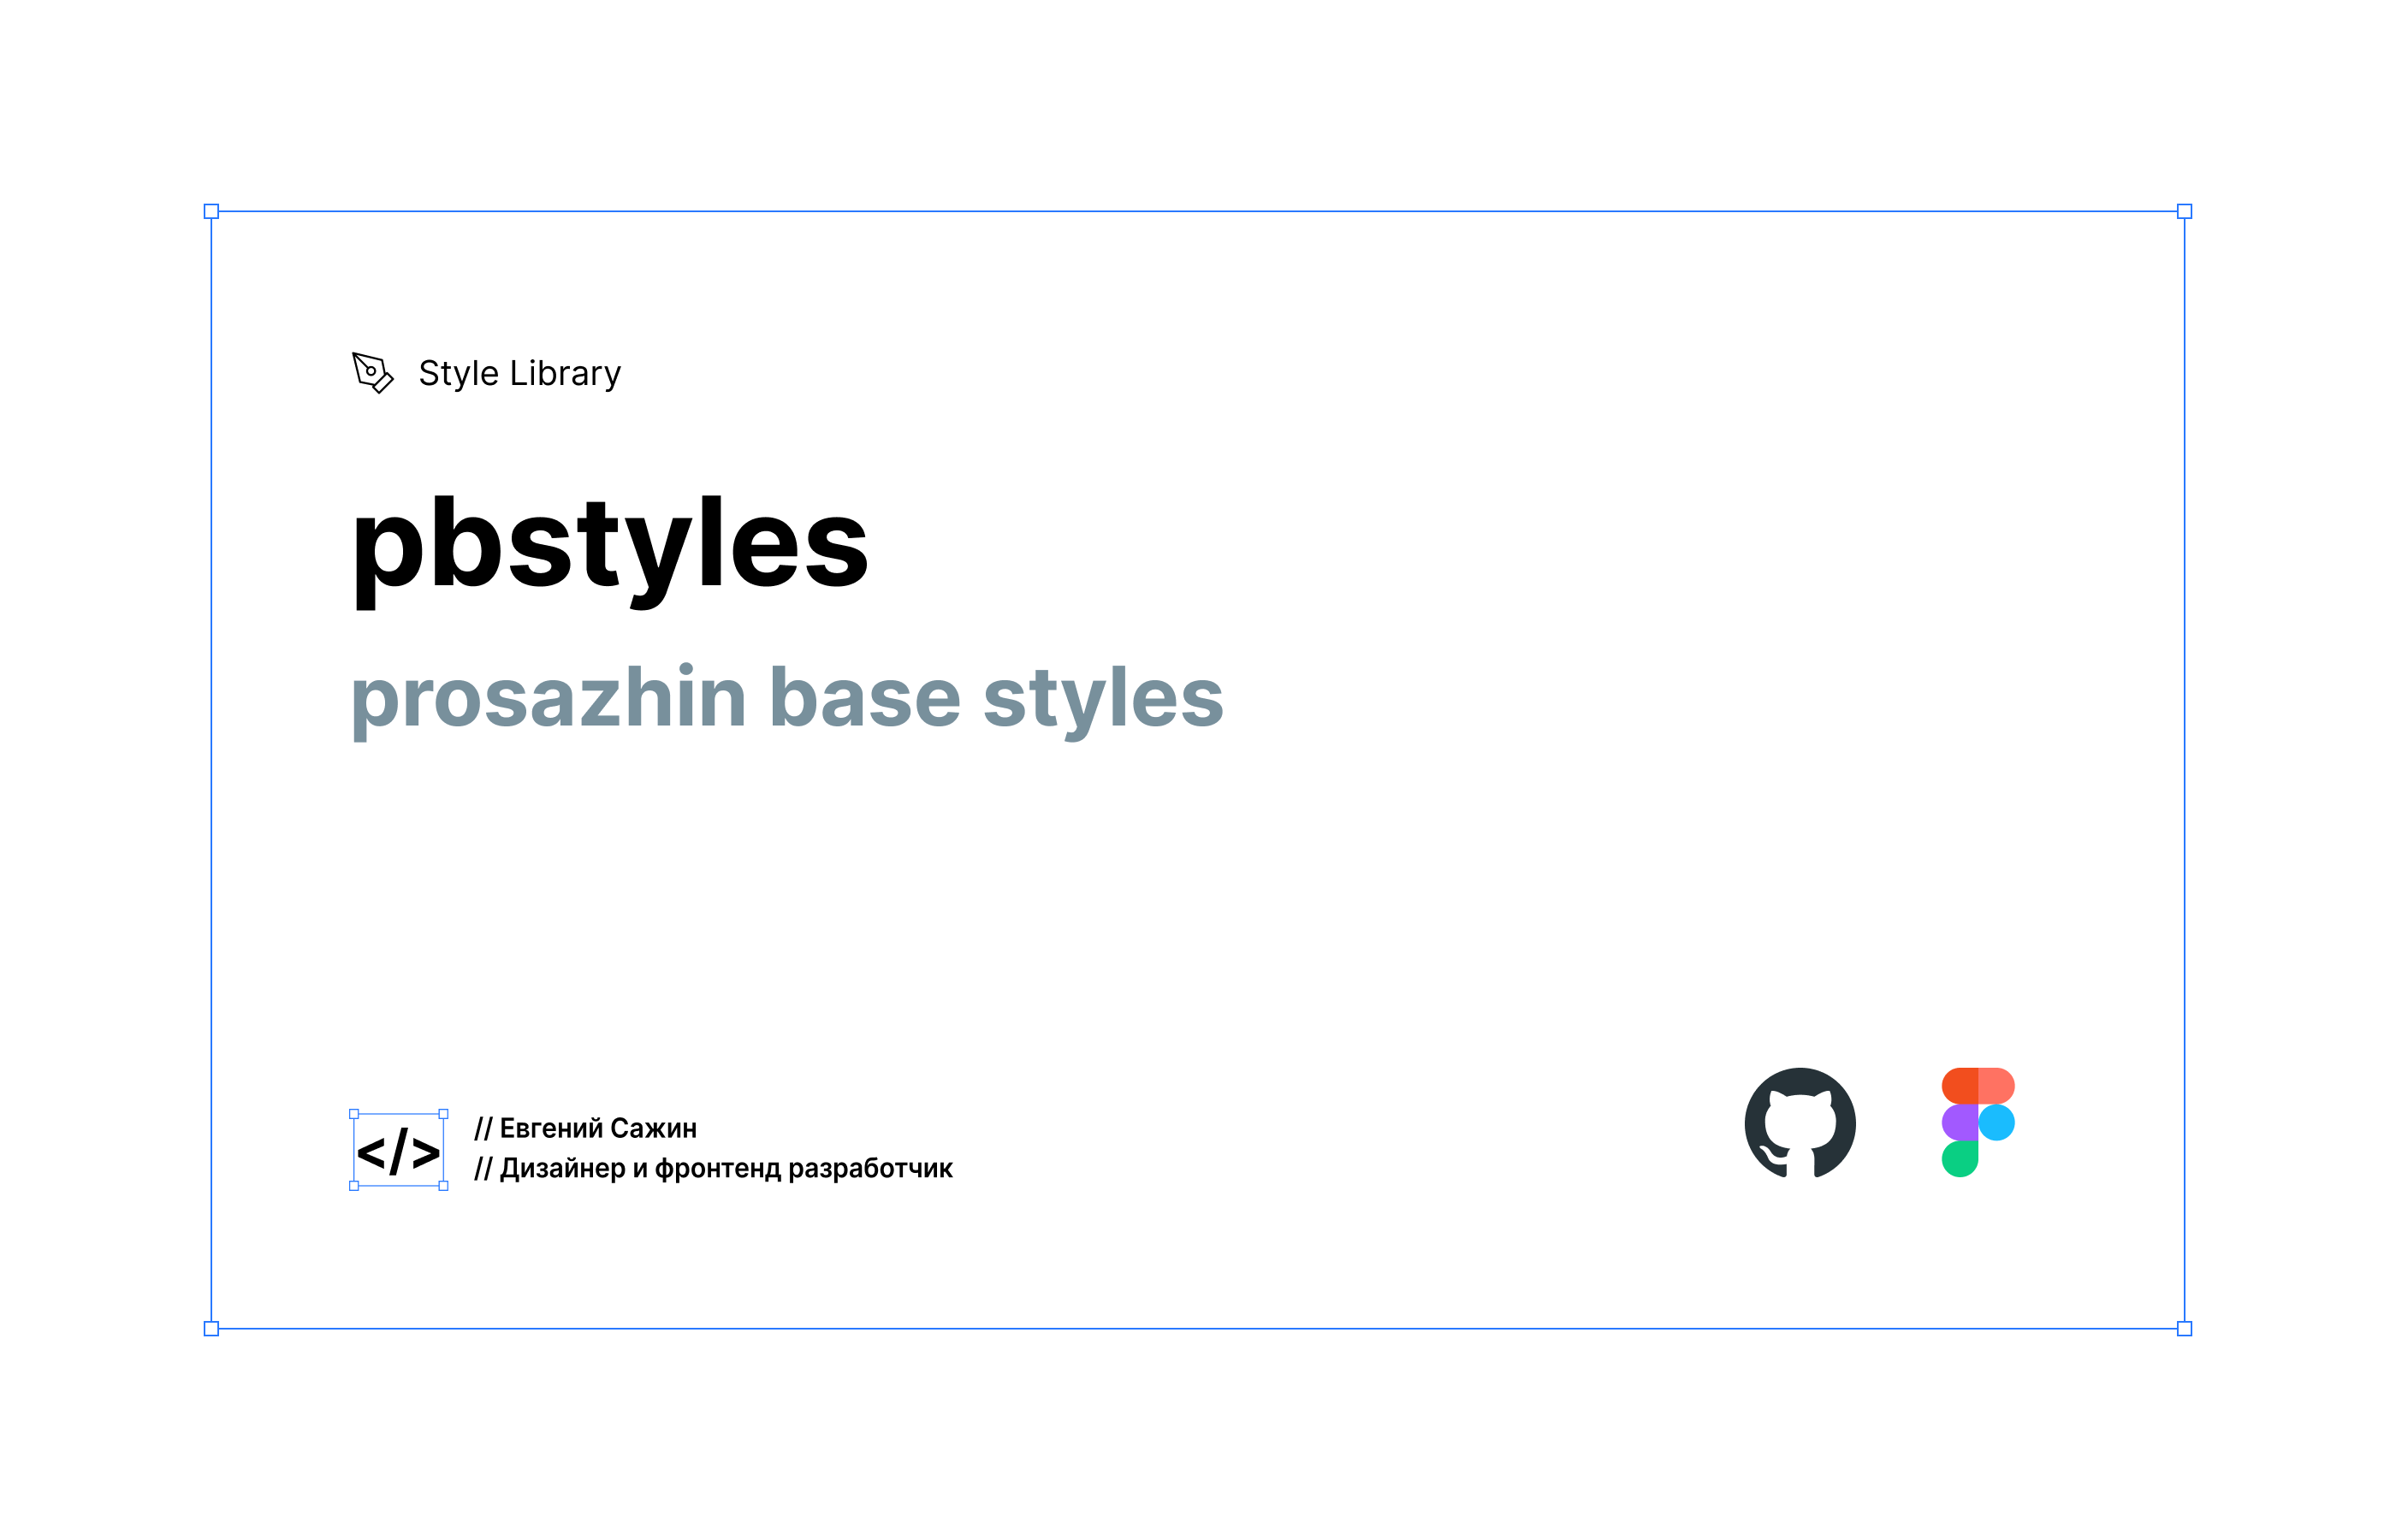 Style Library
pbstyles
prosazhin base styles
</>
// Евгений Сажин
// Дизайнер и фронтенд разработчик